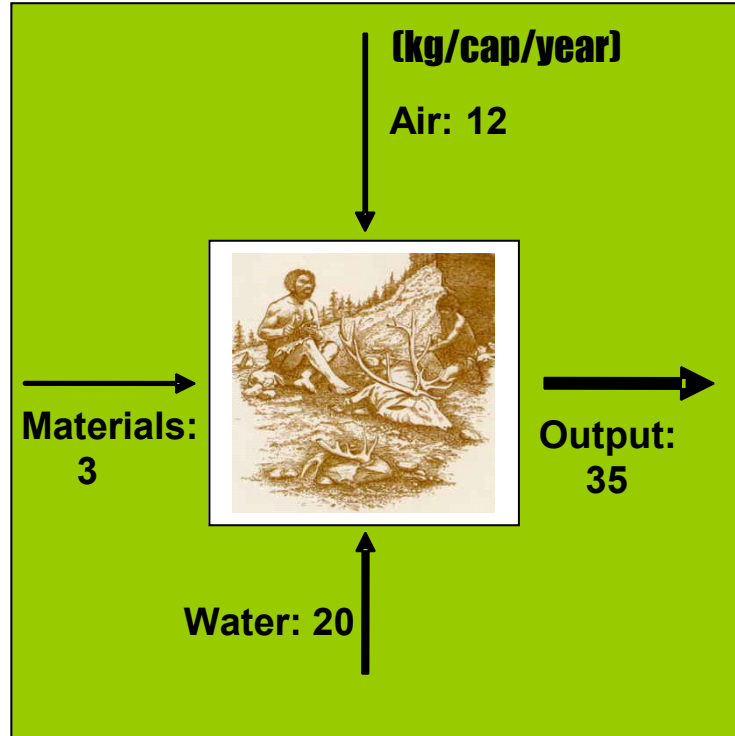 (kg/cap/year)
Air: 12
Materials:
3
Output:
35
Water: 20